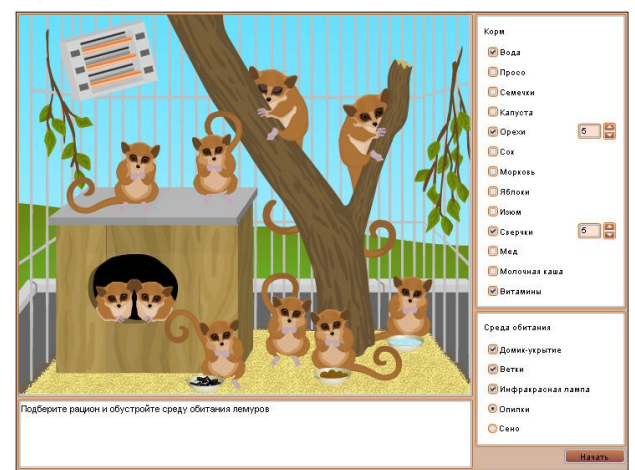 Корм
Вода
Просо
Семечки
Капуста
Орехи 5
Сок
Морковь
Яблоки
Изюм
Сверчки 5
Мед
Молочная каша
Витамины
Среда обитания
Домик-укрытие
Ветки
Инфракрасная лампа
Опилки
Сено
Начать
Подберите рацион и обустройте среду обитания лемуров